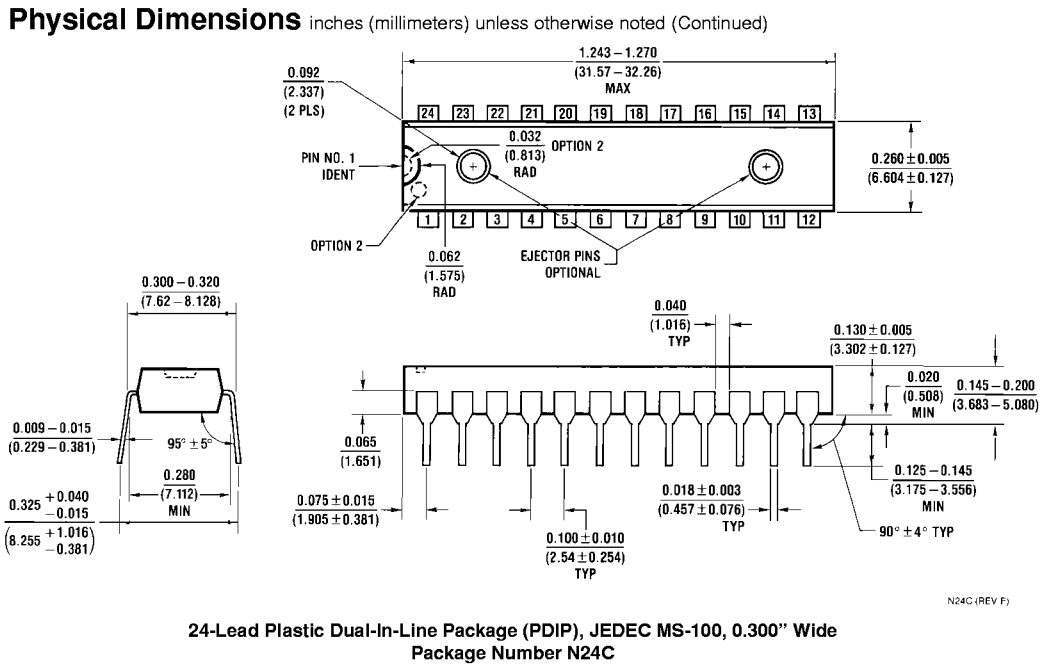 Physical Dimensions inches (millimeters) unless otherwise noted (Continued)
1.243 – 1.270
(31.57 – 32.26)
MAX
0.092
(2.337)
(2 PLS)
24 23 22 21 20 19 18 17 16 15 14 13
0.032
(0.813)
RAD
OPTION 2
PIN NO. 1
IDENT
0.260 ± 0.005
(6.604 ± 0.127)
1 2 3 4 5 6 7 8 9 10 11 12
OPTION 2
0.062
(1.575)
RAD
EJECTOR PINS
OPTIONAL
0.300 – 0.320
(7.62 – 8.128)
0.009 – 0.015
(0.229 – 0.381)
95° ± 5°
0.280
(7.112)
MIN
0.325 + 0.040
– 0.015
(8.255 + 1.016
– 0.381)
0.040
(1.016)
TYP
0.130 ± 0.005
(3.302 ± 0.127)
0.020
(0.508)
MIN
0.145 – 0.200
(3.683 – 5.080)
0.065
(1.651)
0.125 – 0.145
(3.175 – 3.556)
MIN
0.075 ± 0.015
(1.905 ± 0.381)
0.018 ± 0.003
(0.457 ± 0.076)
TYP
0.100 ± 0.010
(2.54 ± 0.254)
TYP
90° ± 4° TYP
N24C (REV F)
24-Lead Plastic Dual-In-Line Package (PDIP), JEDEC MS-100, 0.300” Wide
Package Number N24C